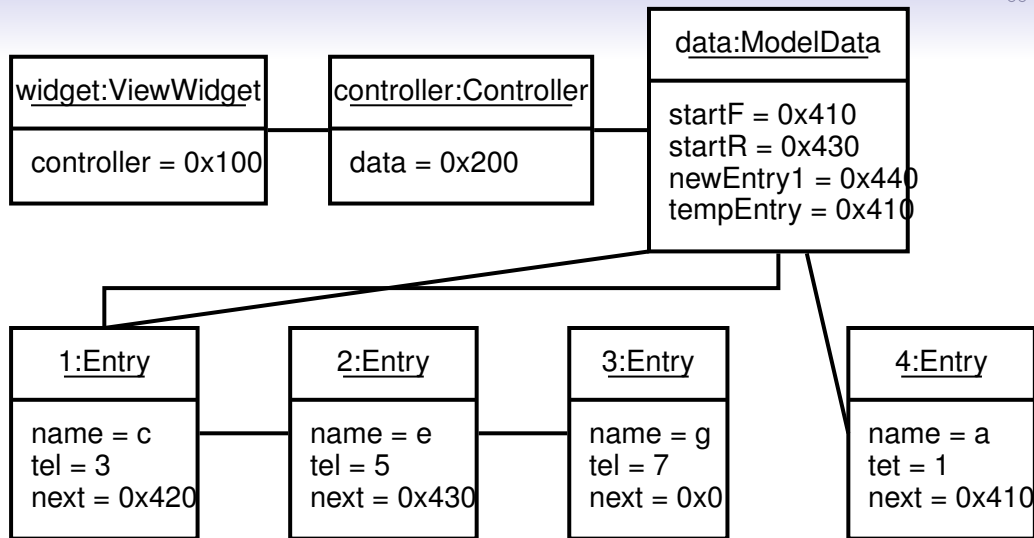 widget:ViewWidget
controller = 0x100
controller:Controller
data = 0x200
data:ModelData
startF = 0x410
startR = 0x430
newEntry1 = 0x440
tempEntry = 0x410
1:Entry
name = c
tel = 3
next = 0x420
2:Entry
name = e
tel = 5
next = 0x430
3:Entry
name = g
tel = 7
next = 0x0
4:Entry
name = a
tet = 1
next = 0x410